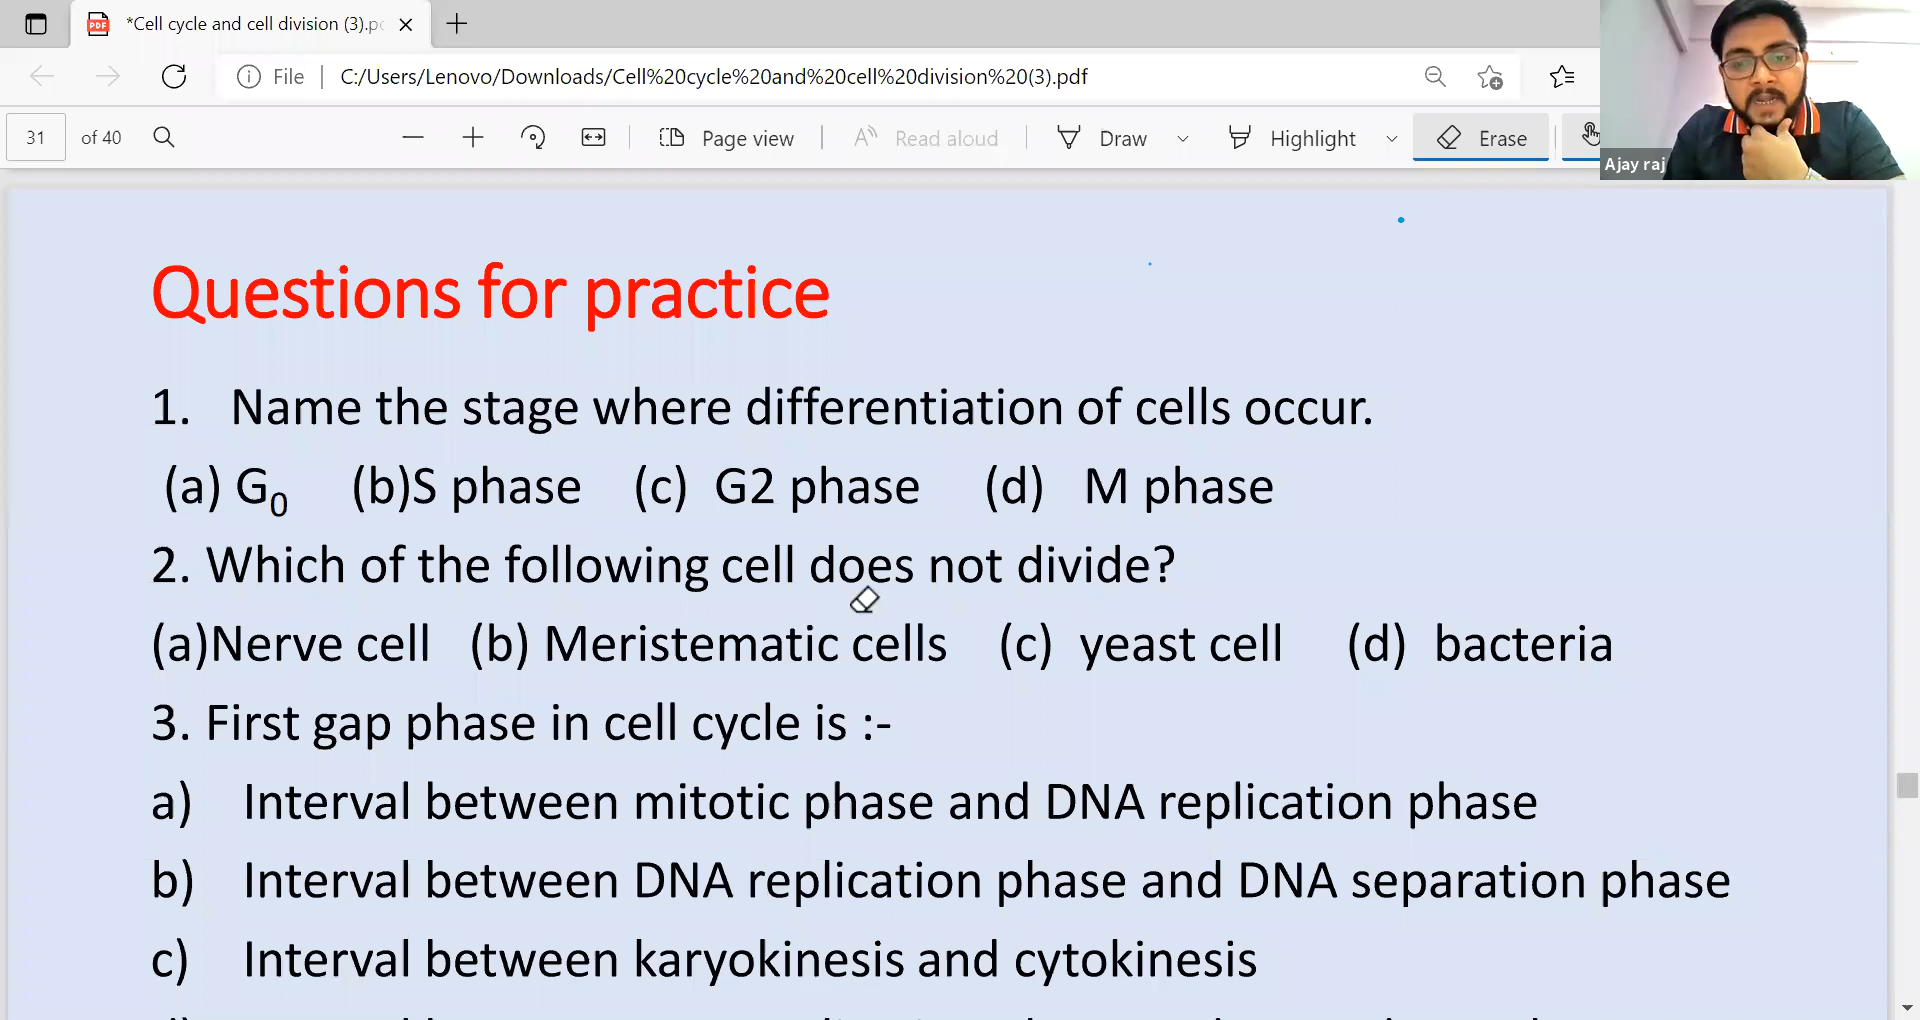 *Cell cycle and cell division (3).p
File
C:/Users/Lenovo/Downloads/Cell%20cycle%20and%20cell%20division%20(3).pdf
31 of 40 Page view Read aloud Draw Highlight Erase
Ajay raj
Questions for practice
1. Name the stage where differentiation of cells occur.
(a) G₀ (b)S phase (c) G2 phase (d) M phase
2. Which of the following cell does not divide?
(a)Nerve cell (b) Meristematic cells (c) yeast cell (d) bacteria
3. First gap phase in cell cycle is :-
a) Interval between mitotic phase and DNA replication phase
b) Interval between DNA replication phase and DNA separation phase
c) Interval between karyokinesis and cytokinesis